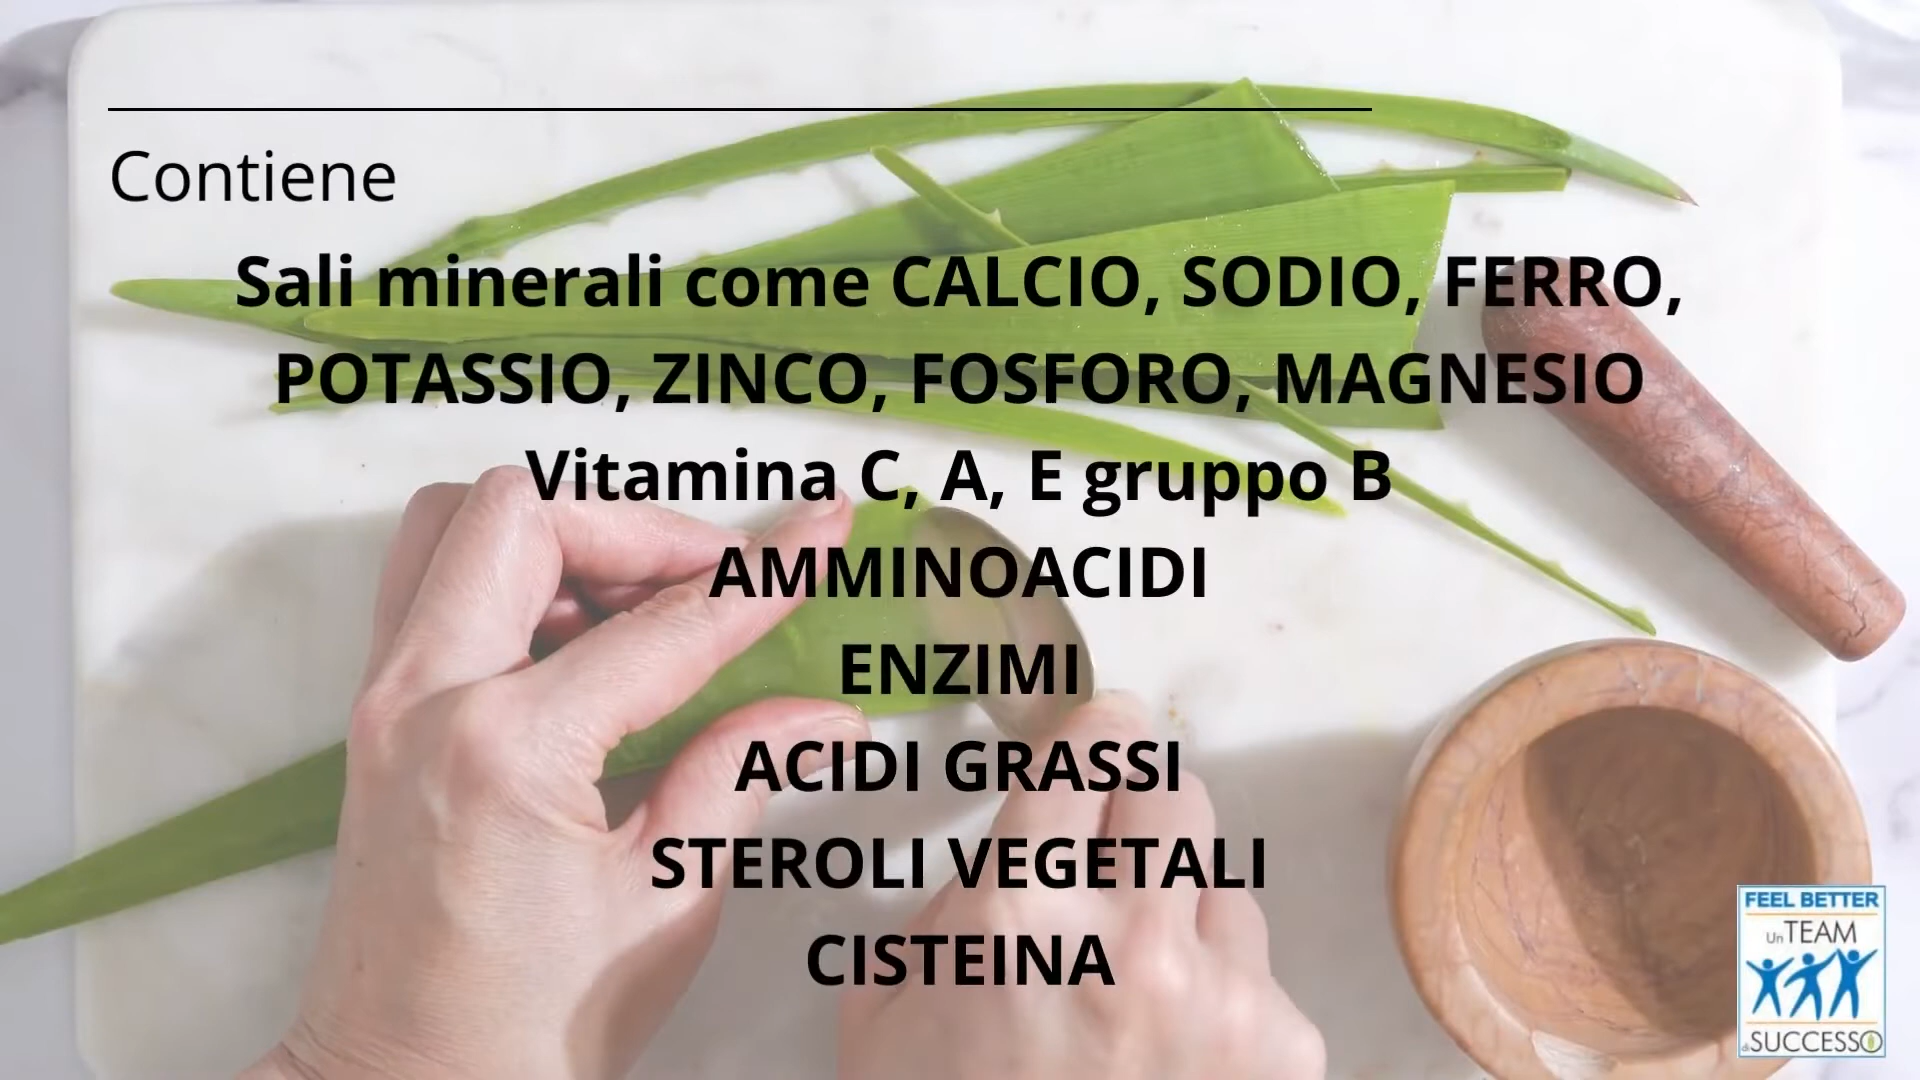 Contiene
Sali minerali come CALCIO, SODIO, FERRO,
POTASSIO, ZINCO, FOSFORO, MAGNESIO
Vitamina C, A, E gruppo B
AMMINOACIDI
ENZIMI
ACIDI GRASSI
STEROLI VEGETALI
CISTEINA
FEEL BETTER
Un TEAM
di SUCCESSO